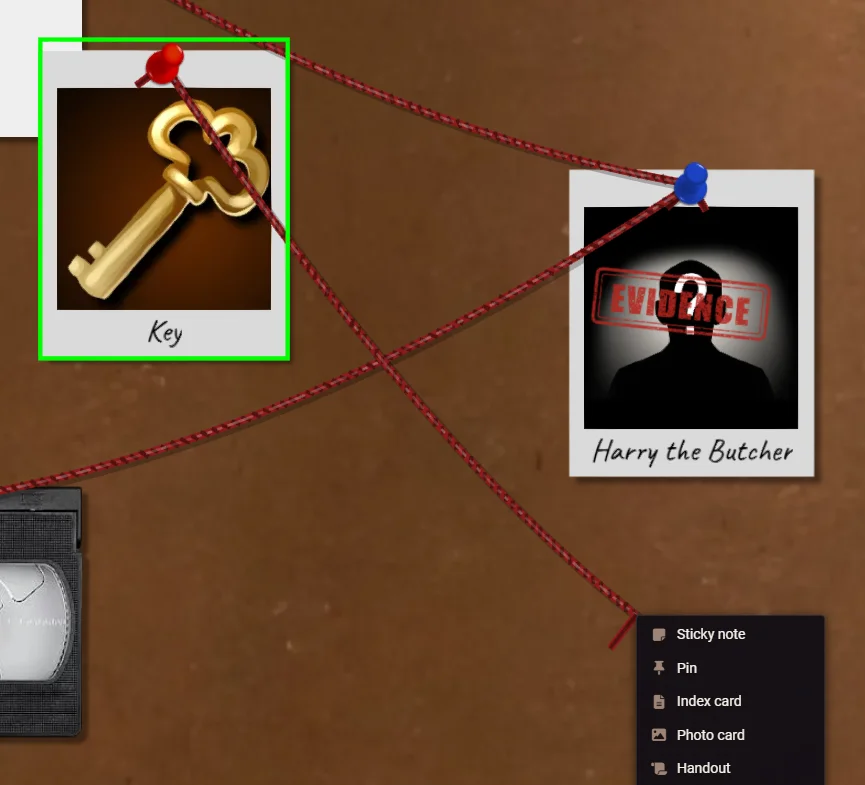 Key
EVIDENCE
?
Harry the Butcher
Sticky note
Pin
Index card
Photo card
Handout